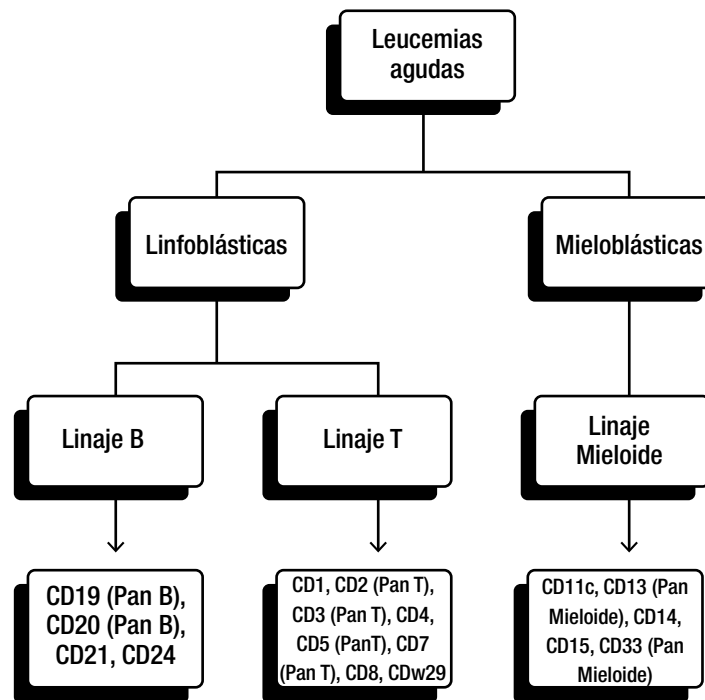 Leucemias
agudas
Linfoblásticas
Mieloblásticas
Linaje B
Linaje T
Linaje
Mieloide
CD19 (Pan B),
CD20 (Pan B),
CD21, CD24
CD1, CD2 (Pan T),
CD3 (Pan T), CD4,
CD5 (PanT), CD7
(Pan T), CD8, CDw29
CD11c, CD13 (Pan
Mieloide), CD14,
CD15, CD33 (Pan
Mieloide)